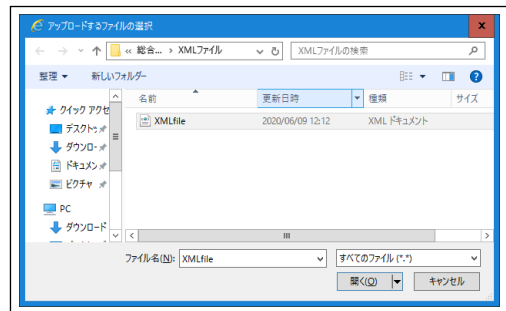 アップロードするファイルの選択
« 総合... › XMLファイル
XMLファイルの検索
整理 ▼ 新しいフォルダー
名前 更新日時 種類 サイズ
クイック アクセ
XMLfile 2020/06/09 12:12 XML ドキュメント
デスクトッ
ダウンロー
ドキュメン
ピクチャ
PC
ダウンロード
ファイル名(N): XMLfile すべてのファイル (*.*)
開く(O) キャンセル